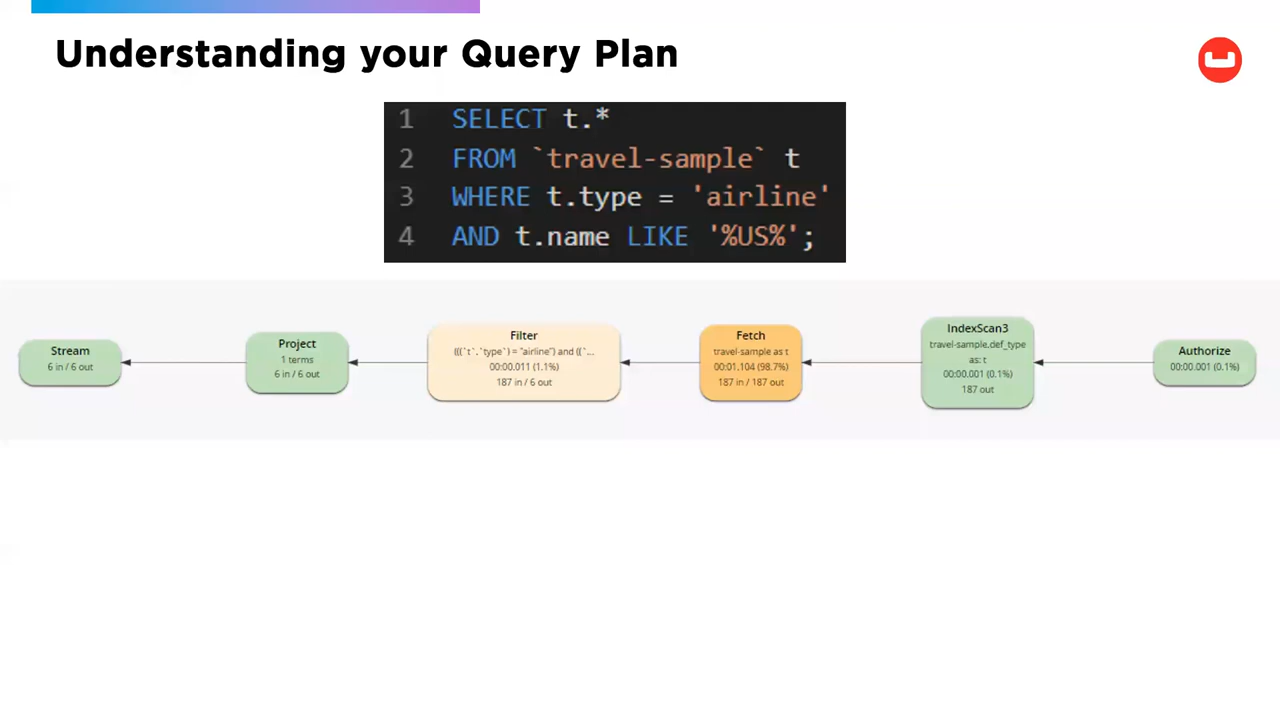 Understanding your Query Plan
1 SELECT t.*
2 FROM `travel-sample` t
3 WHERE t.type = 'airline'
4 AND t.name LIKE '%US%';
Stream
6 in / 6 out
Project
1 terms
6 in / 6 out
Filter
(((`t`.`type`) = "airline") and ((`...
00:00.011 (1.1%)
187 in / 6 out
Fetch
travel-sample as t
00:01.104 (98.7%)
187 in / 187 out
IndexScan3
travel-sample.def_type
as: t
00:00.001 (0.1%)
187 out
Authorize
00:00.001 (0.1%)